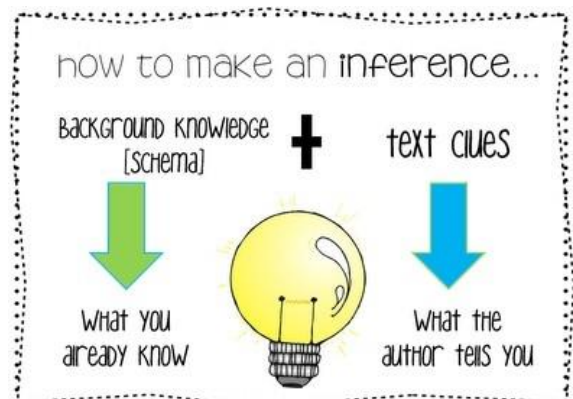 how to make an inference...
Background Knowledge
[schema]
+
text clues
What you
already know
What the
author tells you